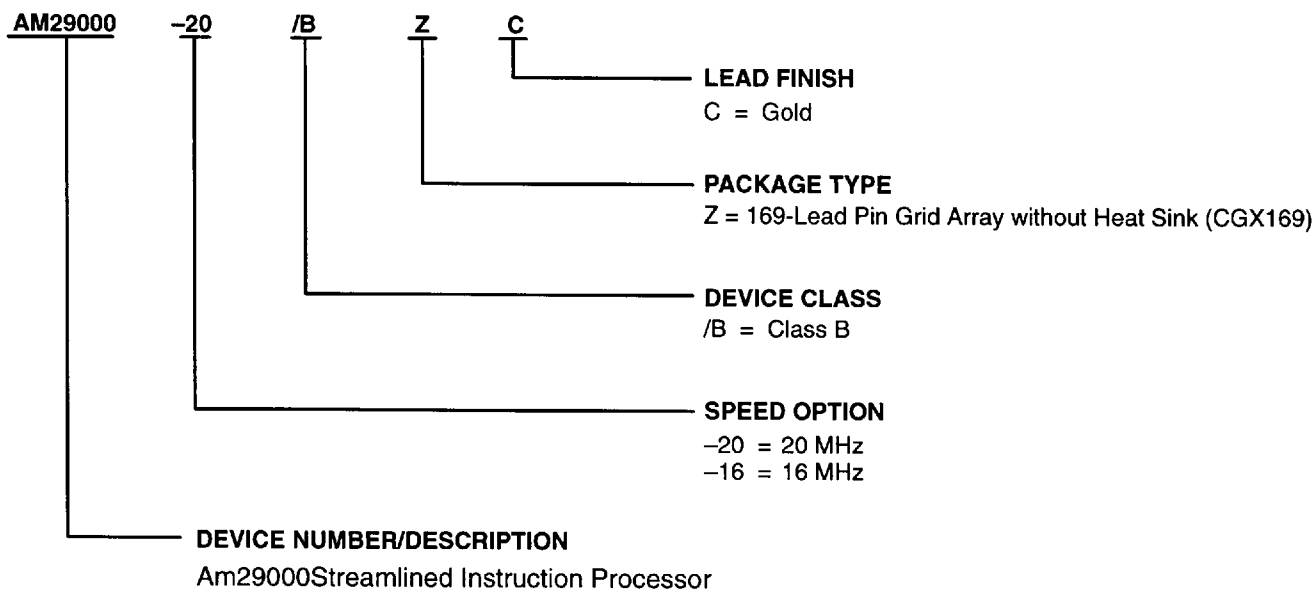 AM29000 –20 /B Z C
LEAD FINISH
C = Gold
PACKAGE TYPE
Z = 169-Lead Pin Grid Array without Heat Sink (CGX169)
DEVICE CLASS
/B = Class B
SPEED OPTION
–20 = 20 MHz
–16 = 16 MHz
DEVICE NUMBER/DESCRIPTION
Am29000Streamlined Instruction Processor